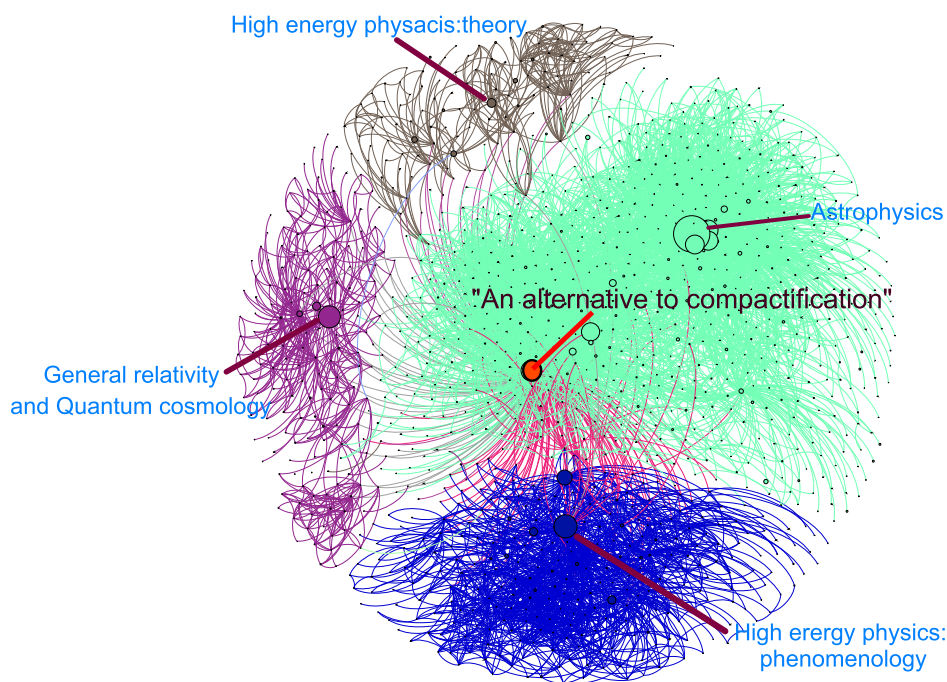 High energy physacis:theory
Astrophysics
"An alternative to compactification"
General relativity
and Quantum cosmology
High erergy physics:
phenomenology